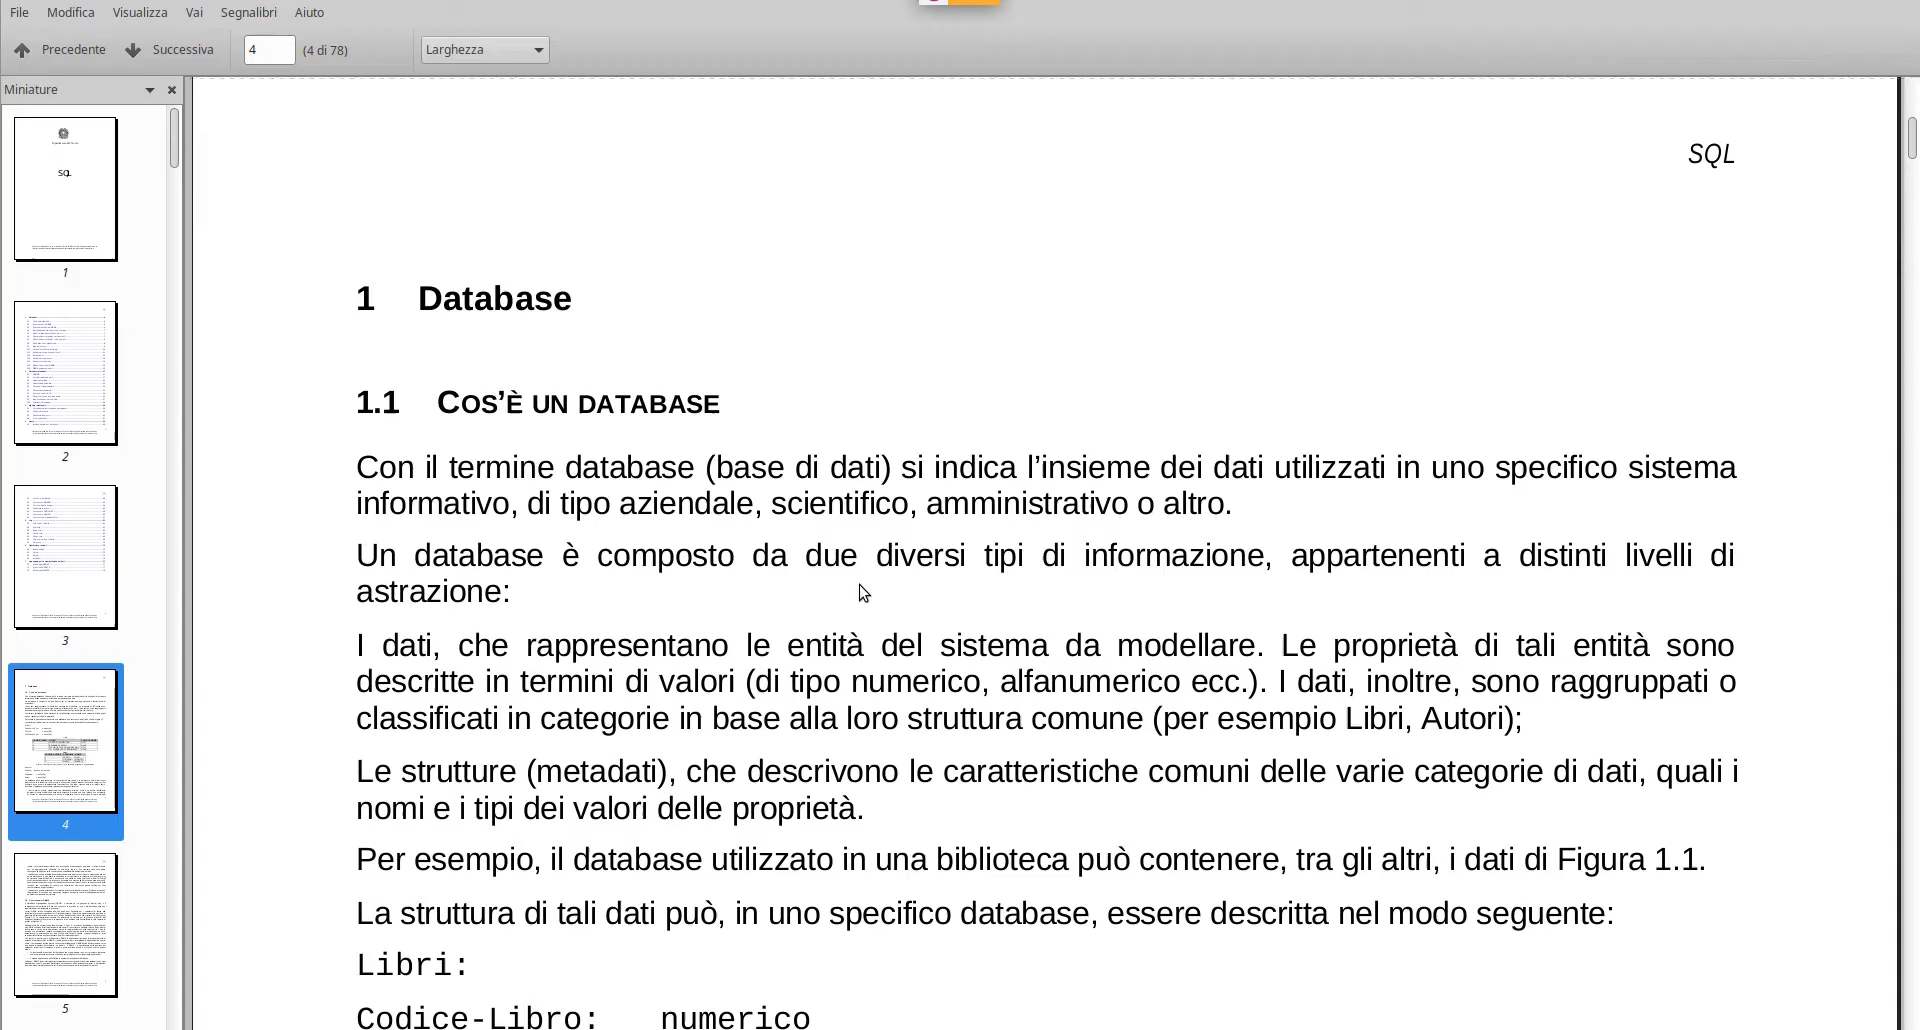 File Modifica Visualizza Vai Segnalibri Aiuto
Precedente Successiva 4 (4 di 78) Larghezza
Miniature
SQL
1
2
3
4
5
SQL
1 Database
1.1 COS’È UN DATABASE
Con il termine database (base di dati) si indica l’insieme dei dati utilizzati in uno specifico sistema
informativo, di tipo aziendale, scientifico, amministrativo o altro.
Un database è composto da due diversi tipi di informazione, appartenenti a distinti livelli di
astrazione:
I dati, che rappresentano le entità del sistema da modellare. Le proprietà di tali entità sono
descritte in termini di valori (di tipo numerico, alfanumerico ecc.). I dati, inoltre, sono raggruppati o
classificati in categorie in base alla loro struttura comune (per esempio Libri, Autori);
Le strutture (metadati), che descrivono le caratteristiche comuni delle varie categorie di dati, quali i
nomi e i tipi dei valori delle proprietà.
Per esempio, il database utilizzato in una biblioteca può contenere, tra gli altri, i dati di Figura 1.1.
La struttura di tali dati può, in uno specifico database, essere descritta nel modo seguente:
Libri:
Codice-Libro: numerico